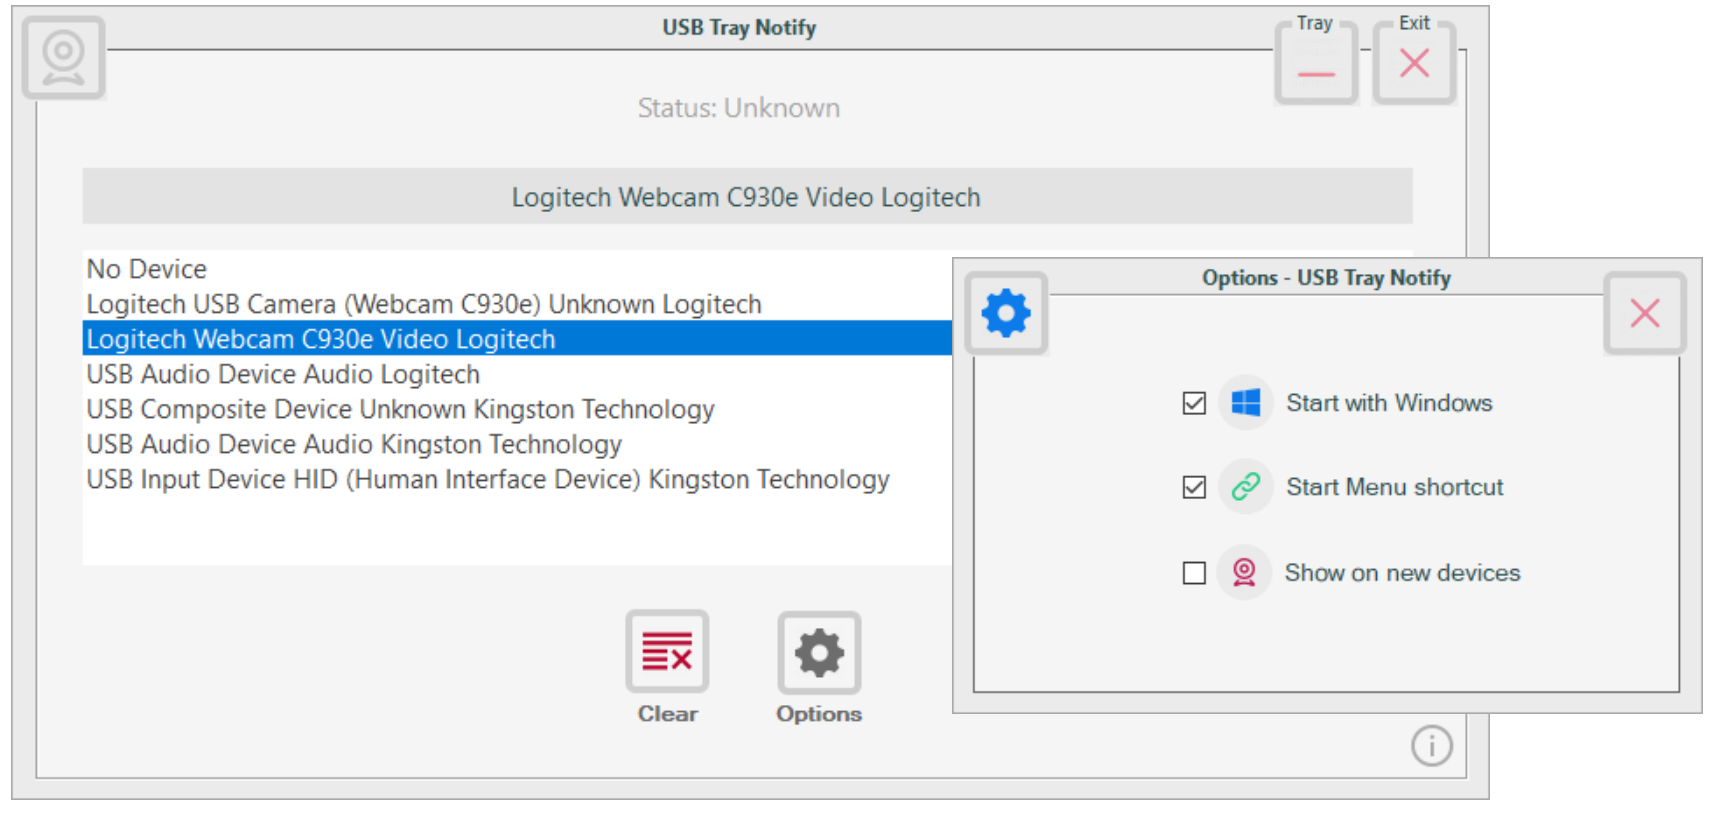 USB Tray Notify
Tray
Exit
Status: Unknown
Logitech Webcam C930e Video Logitech
No Device
Logitech USB Camera (Webcam C930e) Unknown Logitech
Logitech Webcam C930e Video Logitech
USB Audio Device Audio Logitech
USB Composite Device Unknown Kingston Technology
USB Audio Device Audio Kingston Technology
USB Input Device HID (Human Interface Device) Kingston Technology
Clear
Options
Options - USB Tray Notify
Start with Windows
Start Menu shortcut
Show on new devices